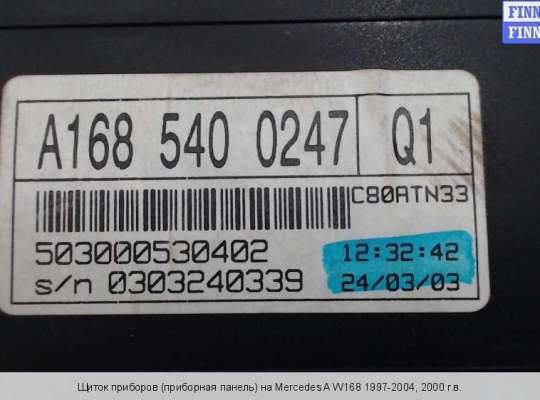 FINN
FINN
A168 540 0247 Q1
C80ATN33
503000530402 12:32:42
s/n 0303240339 24/03/03
Щиток приборов (приборная панель) на Mercedes A W168 1997-2004, 2000 г.в.